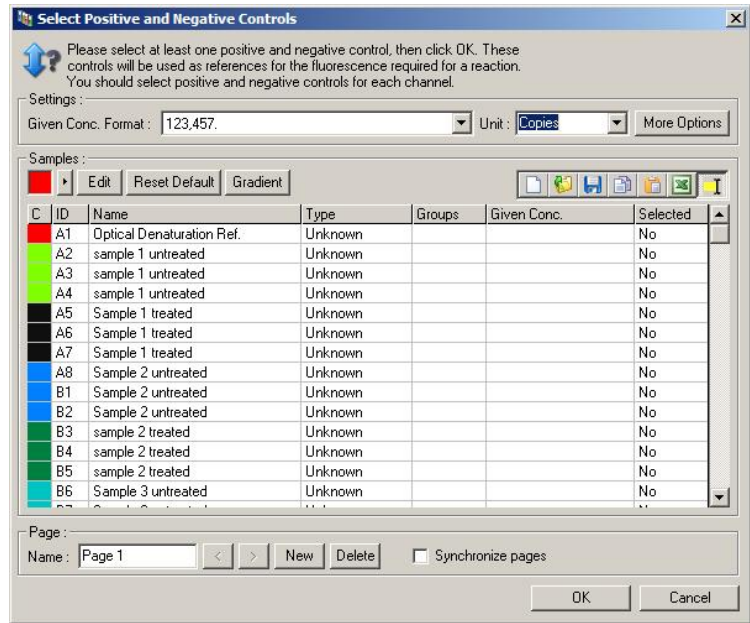 Select Positive and Negative Controls
Please select at least one positive and negative control, then click OK. These
controls will be used as references for the fluorescence required for a reaction.
You should select positive and negative controls for each channel.
Settings :
Given Conc. Format : 123,457. Unit : Copies More Options
Samples :
Edit Reset Default Gradient
C ID Name Type Groups Given Conc. Selected
A1 Optical Denaturation Ref. Unknown No
A2 sample 1 untreated Unknown No
A3 sample 1 untreated Unknown No
A4 sample 1 untreated Unknown No
A5 Sample 1 treated Unknown No
A6 Sample 1 treated Unknown No
A7 Sample 1 treated Unknown No
A8 Sample 2 untreated Unknown No
B1 Sample 2 untreated Unknown No
B2 Sample 2 untreated Unknown No
B3 sample 2 treated Unknown No
B4 sample 2 treated Unknown No
B5 sample 2 treated Unknown No
B6 Sample 3 untreated Unknown No
Page :
Name : Page 1 < > New Delete Synchronize pages
OK Cancel